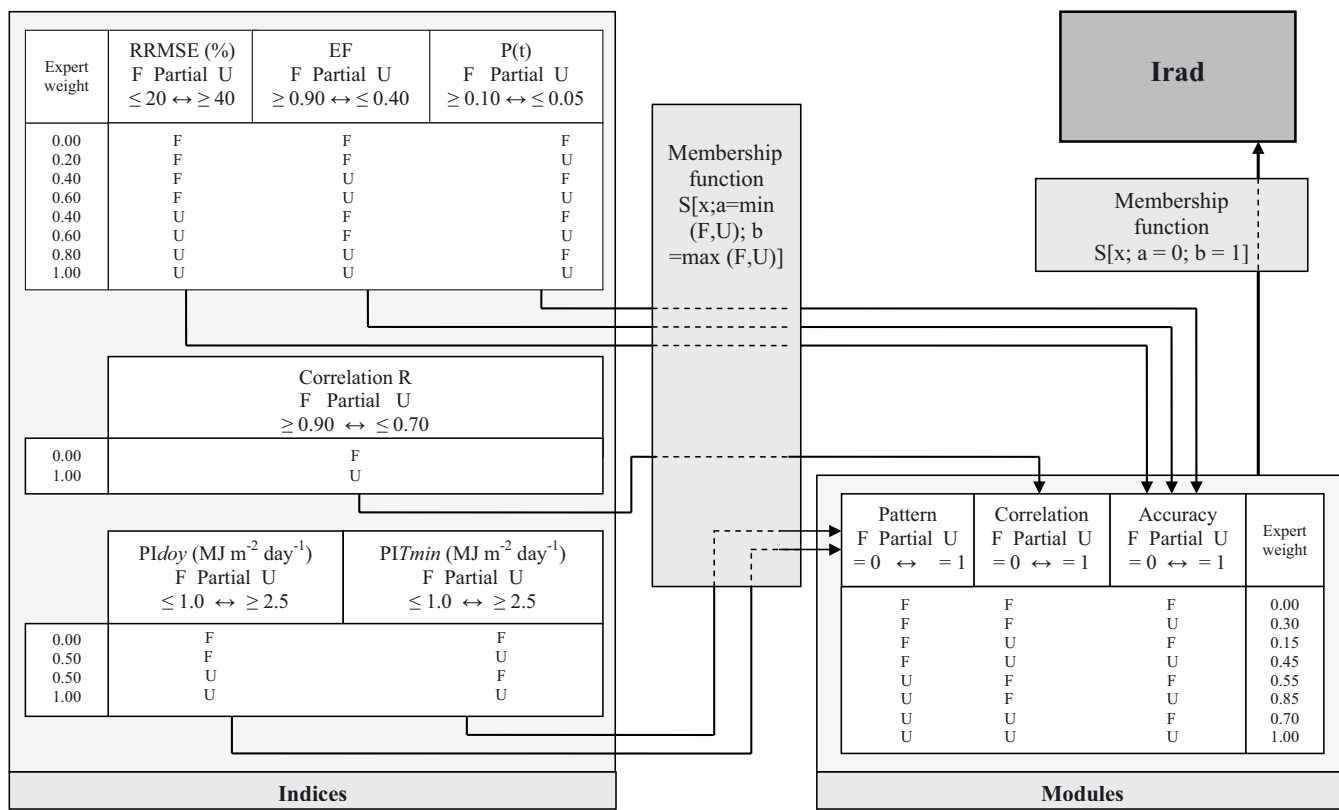 Expert weight
RRMSE (%)
F Partial U
≤ 20 ↔ ≥ 40
EF
F Partial U
≥ 0.90 ↔ ≤ 0.40
P(t)
F Partial U
≥ 0.10 ↔ ≤ 0.05
0.00 F F F
0.20 F F U
0.40 F U F
0.60 F U U
0.40 U F F
0.60 U F U
0.80 U U F
1.00 U U U
Correlation R
F Partial U
≥ 0.90 ↔ ≤ 0.70
0.00 F
1.00 U
PIdoy (MJ m⁻² day⁻¹)
F Partial U
≤ 1.0 ↔ ≥ 2.5
PITmin (MJ m⁻² day⁻¹)
F Partial U
≤ 1.0 ↔ ≥ 2.5
0.00 F F
0.50 F U
0.50 U F
1.00 U U
Indices
Membership
function
S[x;a=min
(F,U); b
=max (F,U)]
Irad
Membership
function
S[x; a = 0; b = 1]
Pattern
F Partial U
= 0 ↔ = 1
Correlation
F Partial U
= 0 ↔ = 1
Accuracy
F Partial U
= 0 ↔ = 1
Expert
weight
F F F 0.00
F F U 0.30
F U F 0.15
F U U 0.45
U F F 0.55
U F U 0.85
U U F 0.70
U U U 1.00
Modules